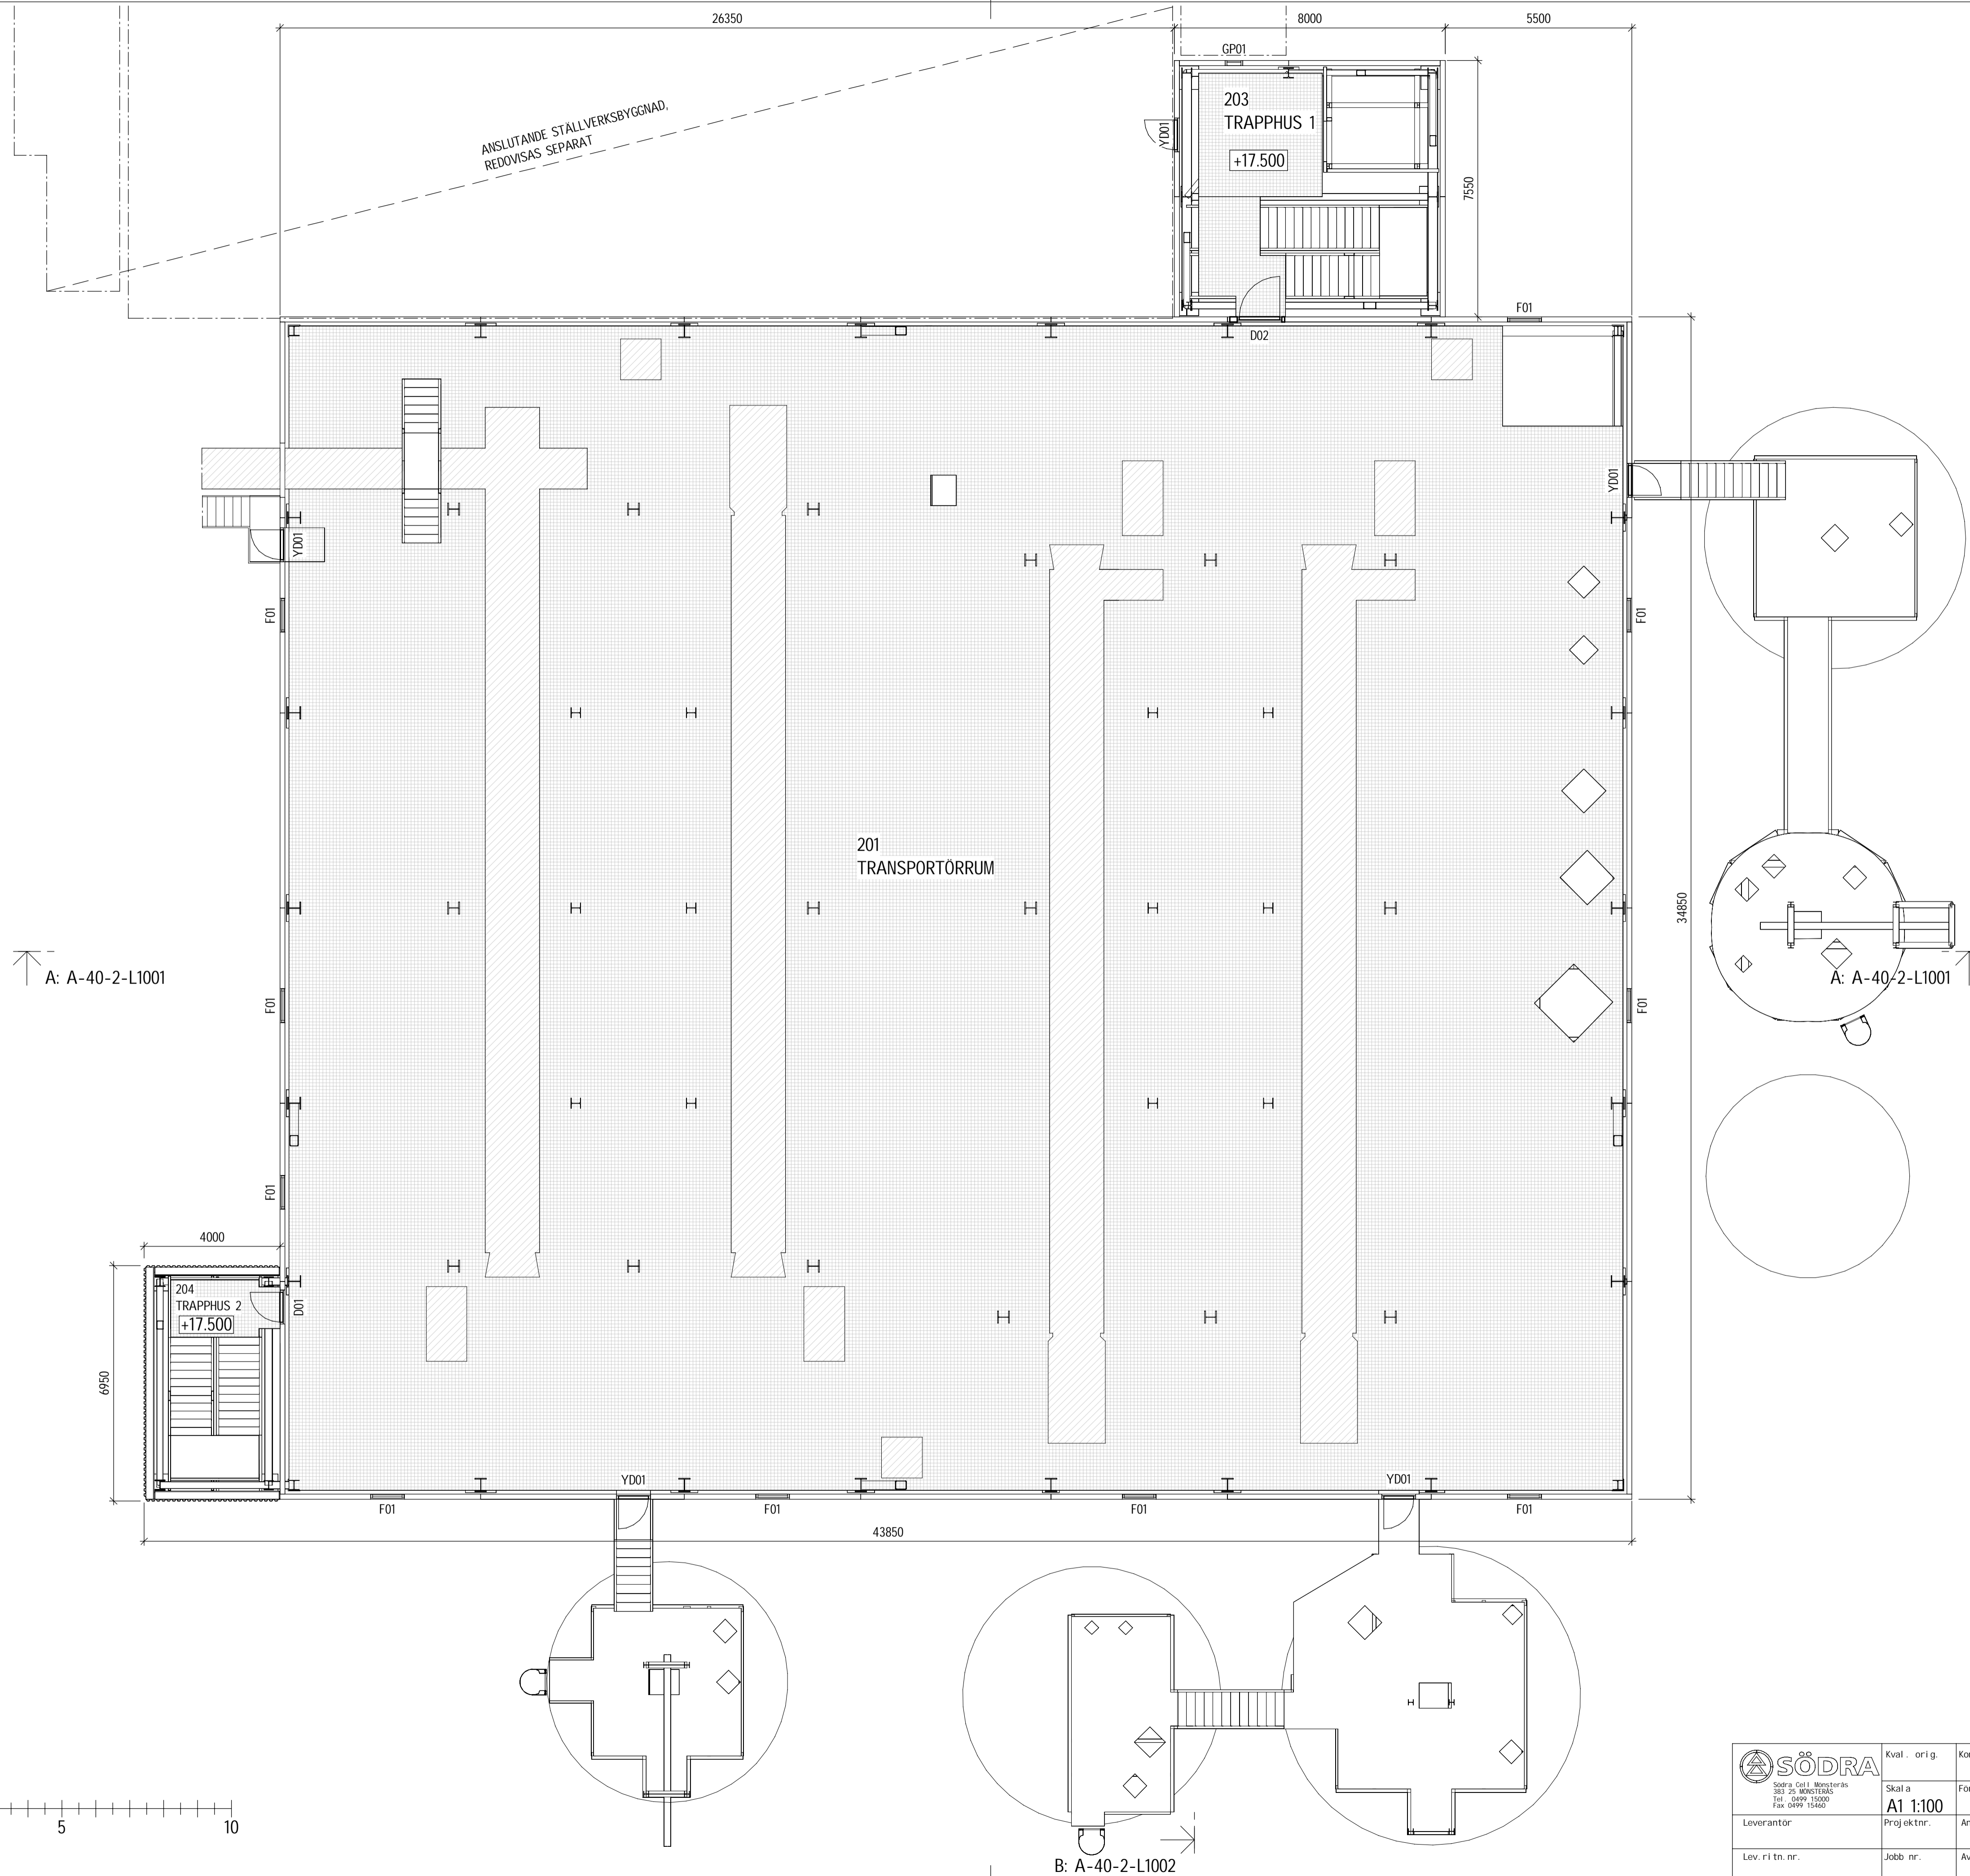 26350
8000
5500
GP01
ANSLUTANDE STÄLLVERKSBYGGNAD,
REDOVISAS SEPARAT
203
TRAPPHUS 1
+17.500
YD01
7550
F01
D02
YD01
YD01
F01
F01
201
TRANSPORTÖRRUM
34850
A: A-40-2-L1001
A: A-40-2-L1001
F01
F01
F01
4000
204
TRAPPHUS 2
+17.500
D01
6950
YD01
YD01
F01
F01
F01
F01
43850
5
10
B: A-40-2-L1002
SÖDRA
Södra Cell Mönsterås
383 25 MÖNSTERÅS
Tel. 0499 15000
Fax 0499 15460
Kval. orig.
Skala
A1 1:100
Leverantör
Projektnr.
Lev.ritn.nr.
Jobb nr.